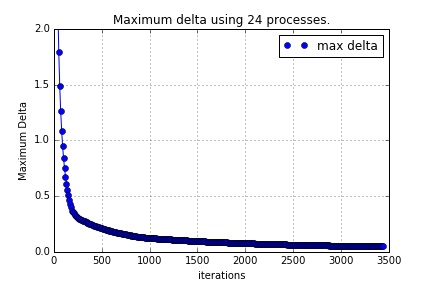 Maximum delta using 24 processes.
max delta
2.0
1.5
1.0
0.5
0.0
Maximum Delta
0 500 1000 1500 2000 2500 3000 3500
iterations